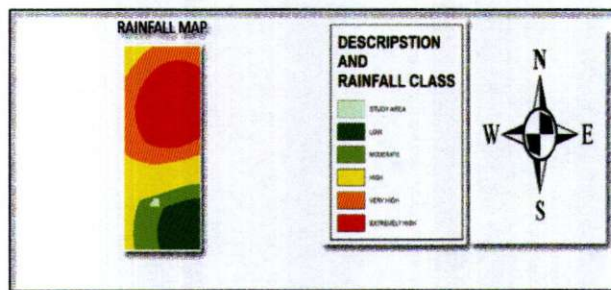 RAINFALL MAP
DESCRIPSTION
AND
RAINFALL CLASS
STUDY AREA
LOW
MODERATE
HIGH
VERY HIGH
EXTREMELY HIGH
N
W
E
S